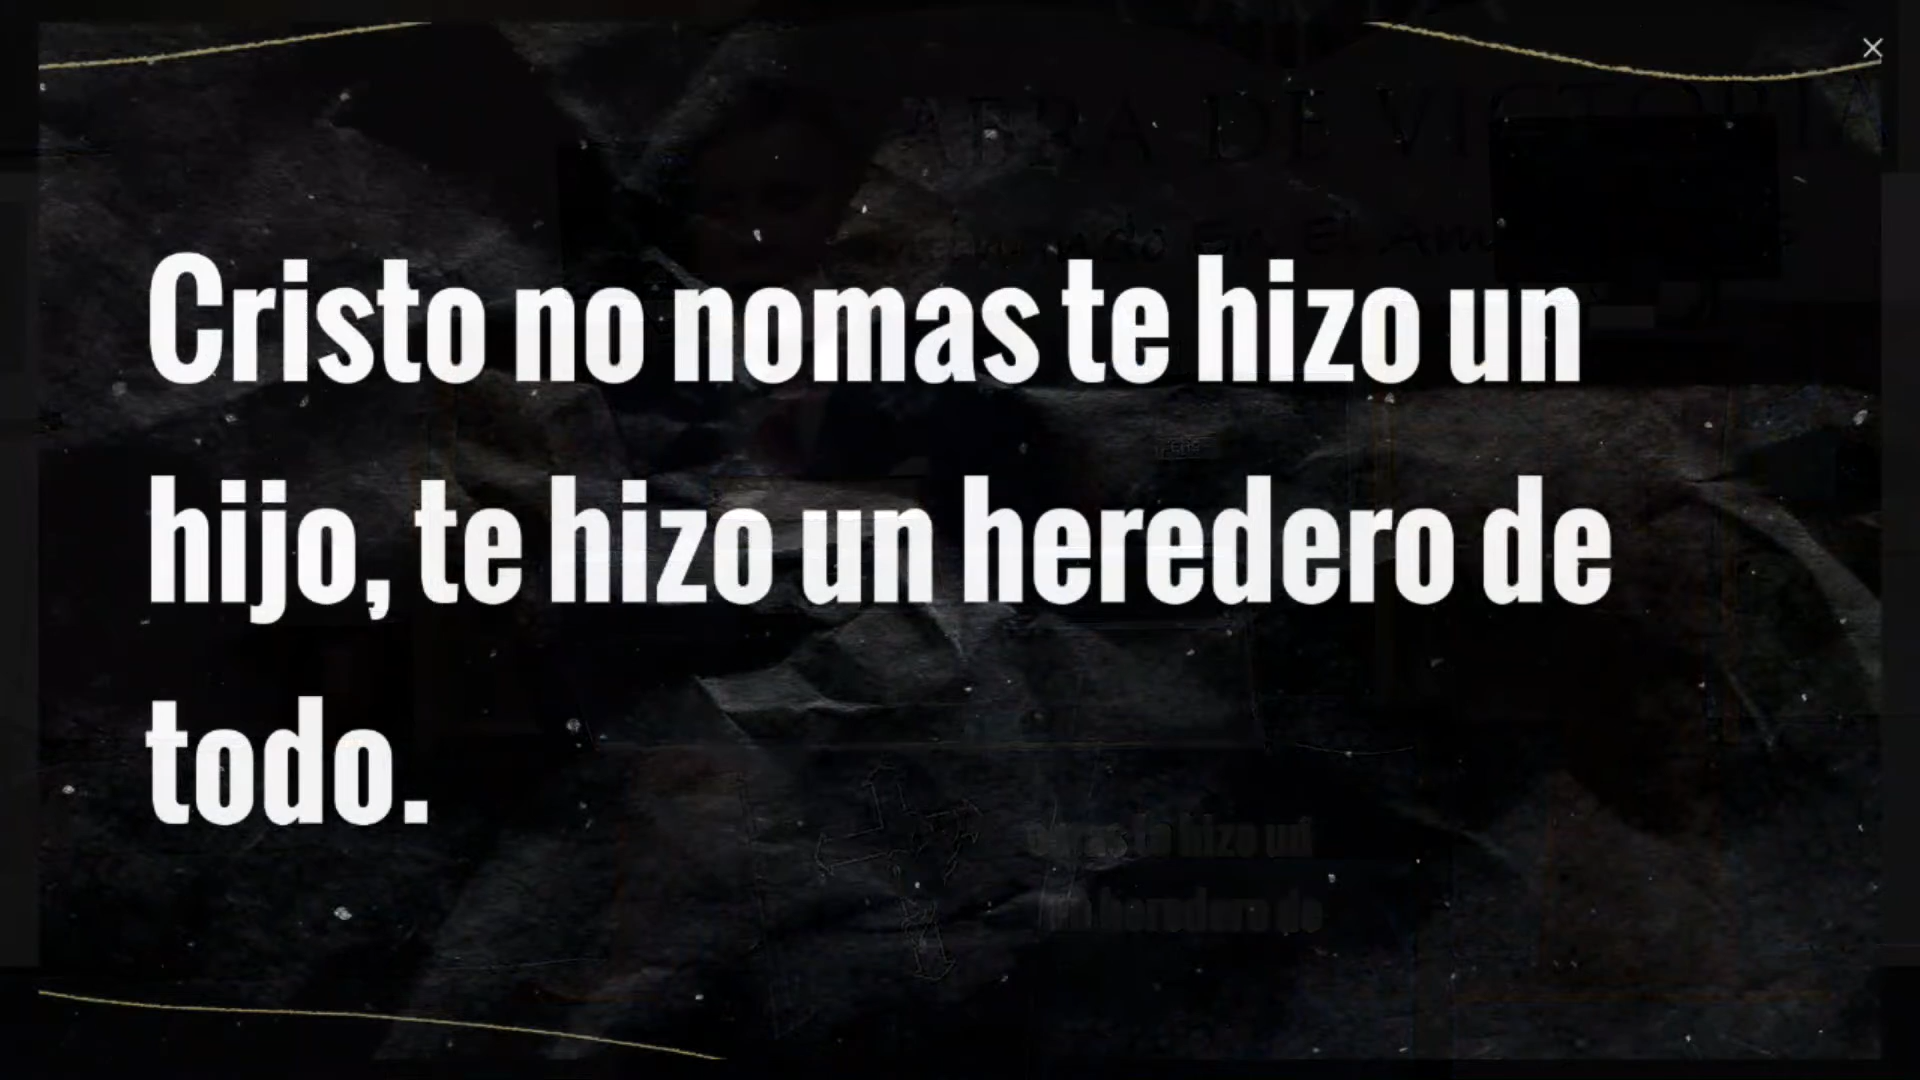 Cristo no nomas te hizo un
hijo, te hizo un heredero de
todo.